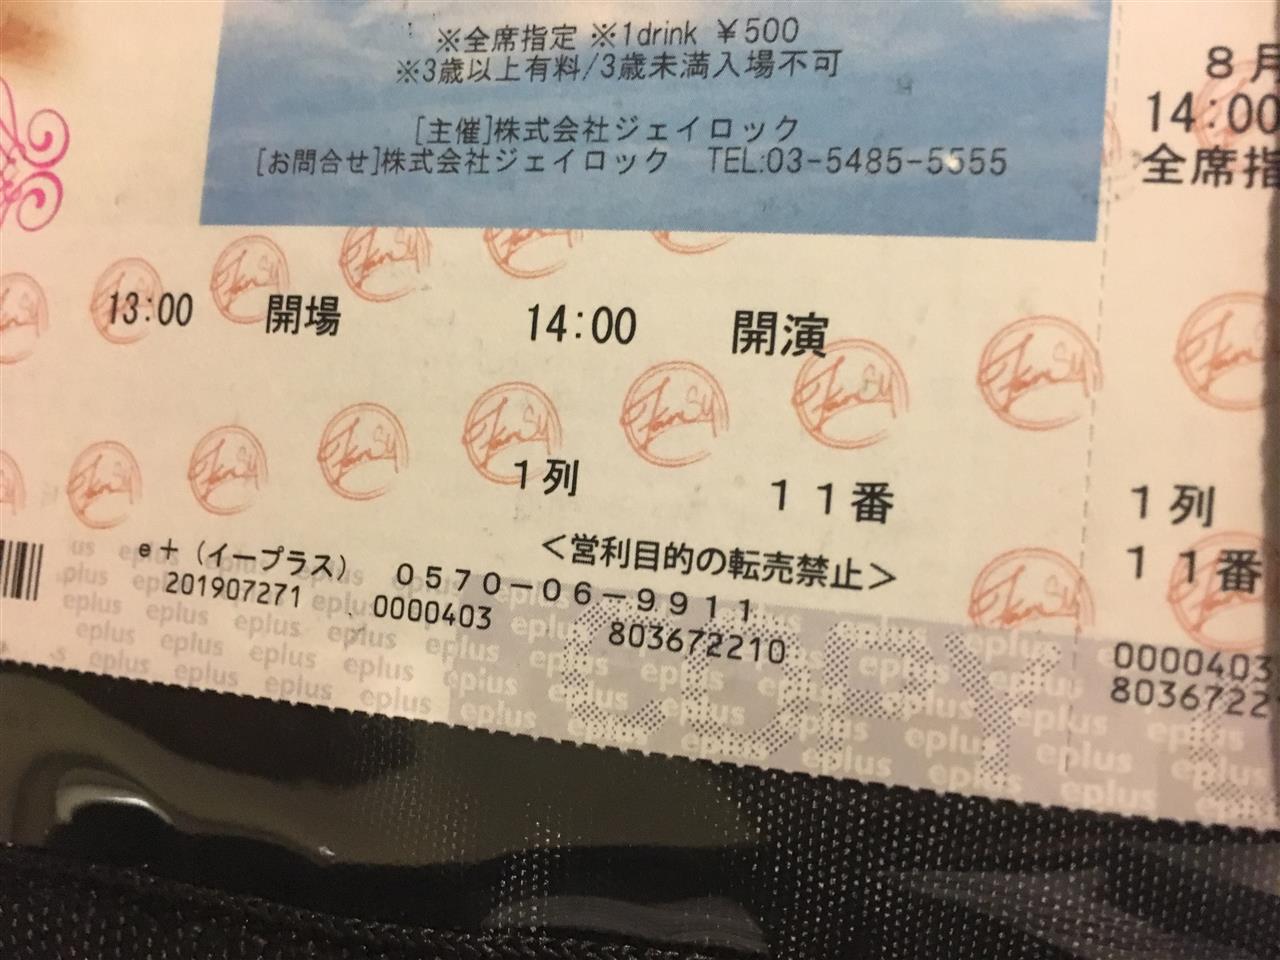 ※全席指定 ※1drink ￥500
※3歳以上有料/3歳未満入場不可
[主催]株式会社ジェイロック
[お問合せ]株式会社ジェイロック TEL:03-5485-5555
13:00 開場 14:00 開演
1列 11番
<営利目的の転売禁止>
e+(イープラス) 0570-06-9911
201907271 0000403 8036722210
8月
14:00
全席指
1列
11番
0000403
8036722
eplus
COPY